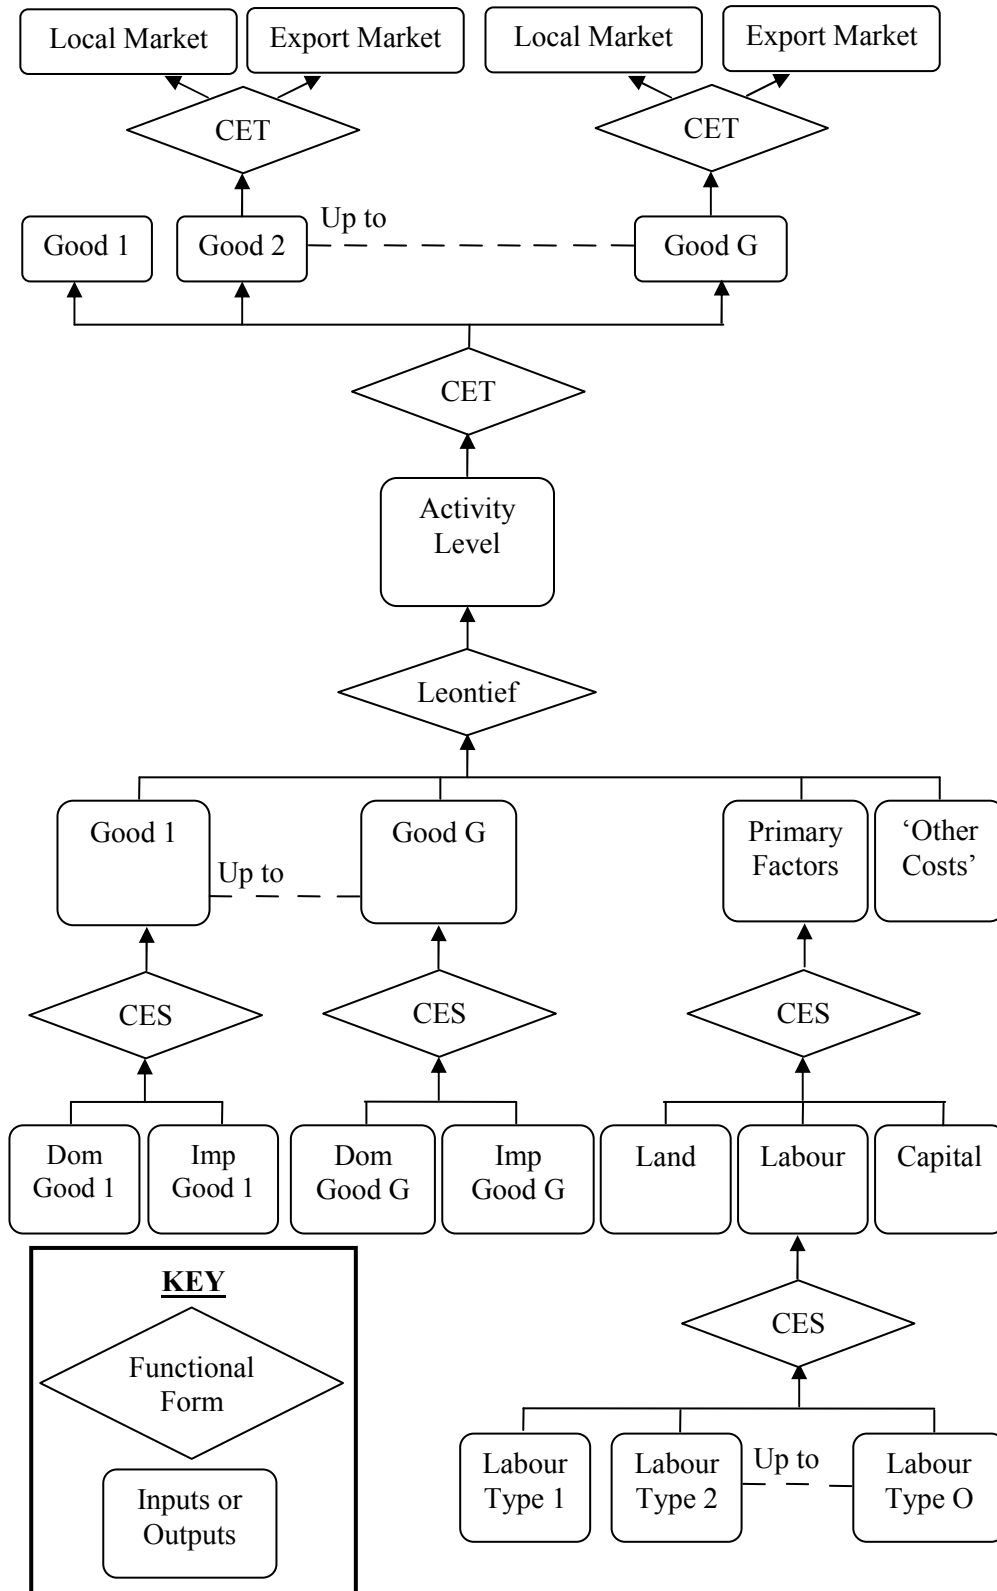 Local Market
Export Market
Local Market
Export Market
CET
CET
Up to
Good 1
Good 2
Good G
CET
Activity
Level
Leontief
Good 1
Good G
Primary
Factors
‘Other
Costs’
Up to
CES
CES
CES
Dom
Good 1
Imp
Good 1
Dom
Good G
Imp
Good G
Land
Labour
Capital
KEY
Functional
Form
Inputs or
Outputs
CES
Labour
Type 1
Labour
Type 2
Up to
Labour
Type O